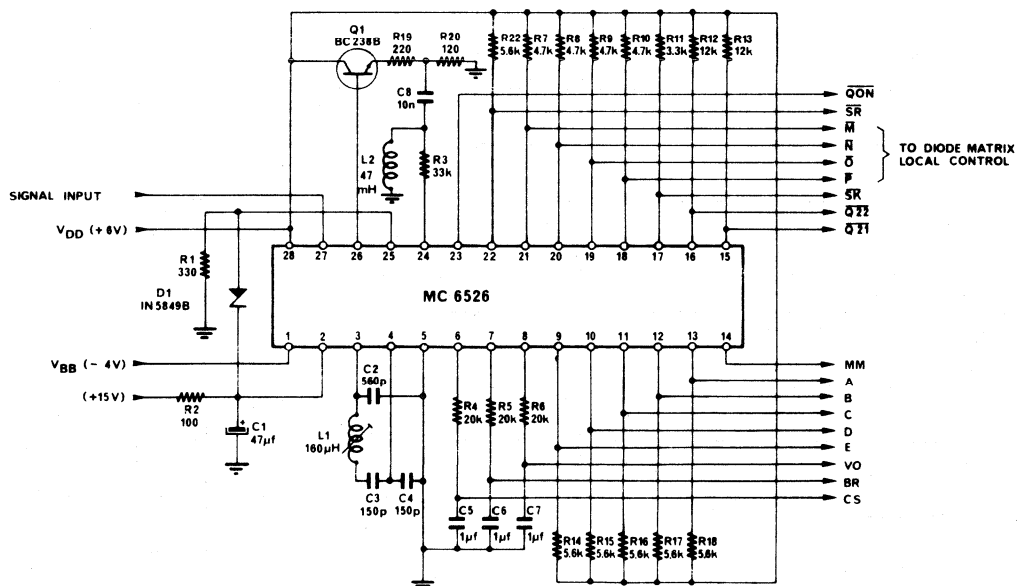 Q1
BC 238B
R19
220
R20
120
R22
5.6k
R7
4.7k
R8
4.7k
R9
4.7k
R10
4.7k
R11
3.3k
R12
12k
R13
12k
C8
10n
L2
47
mH
R3
33k
QON
SR
M
N
O
P
SK
Q22
Q21
TO DIODE MATRIX
LOCAL CONTROL
SIGNAL INPUT
VDD (+6V)
R1
330
D1
IN5849B
28 27 26 25 24 23 22 21 20 19 18 17 16 15
MC 6526
1 2 3 4 5 6 7 8 9 10 11 12 13 14
VBB (- 4V)
(+15V)
R2
100
+
C1
47µf
C2
560p
L1
160µH
C3
150p
C4
150p
R4
20k
R5
20k
R6
20k
C5
1µf
C6
1µf
C7
1µf
R14
5.6k
R15
5.6k
R16
5.6k
R17
5.6k
R18
5.6k
MM
A
B
C
D
E
VO
BR
CS